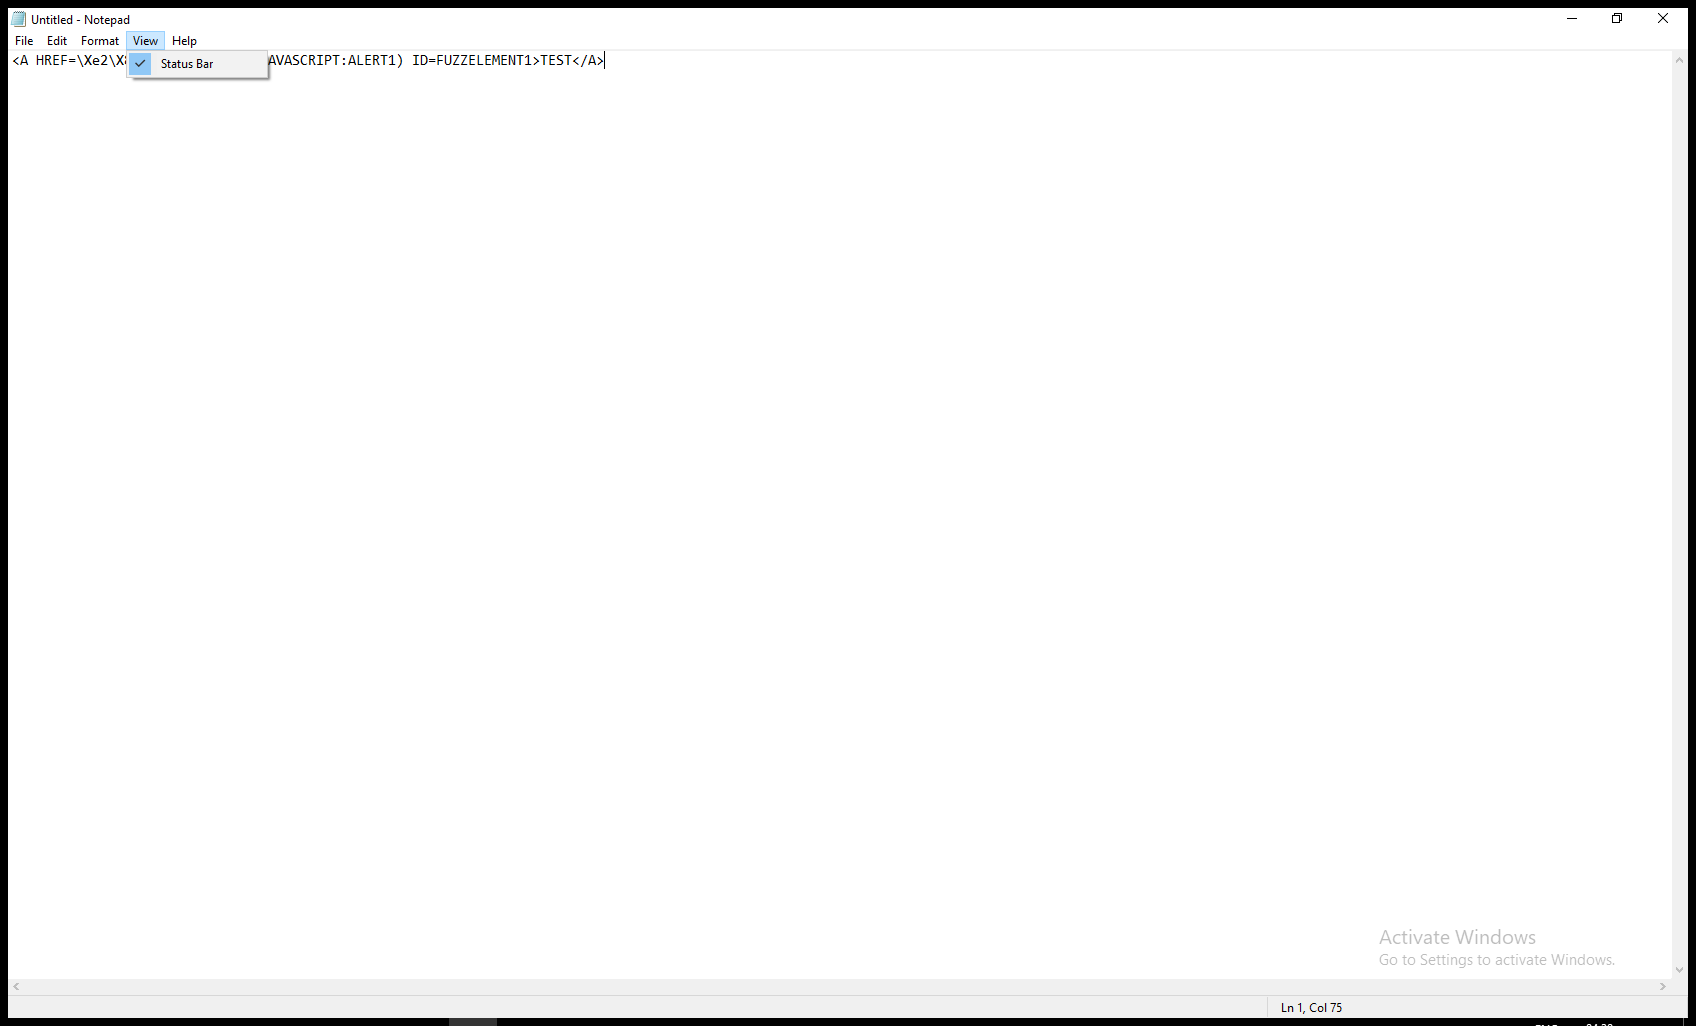 Untitled - Notepad
File Edit Format View Help
<A HREF=\Xe2\X AVASCRIPT:ALERT1) ID=FUZZELEMENT1>TEST</A>
Status Bar
Activate Windows
Go to Settings to activate Windows.
Ln 1, Col 75